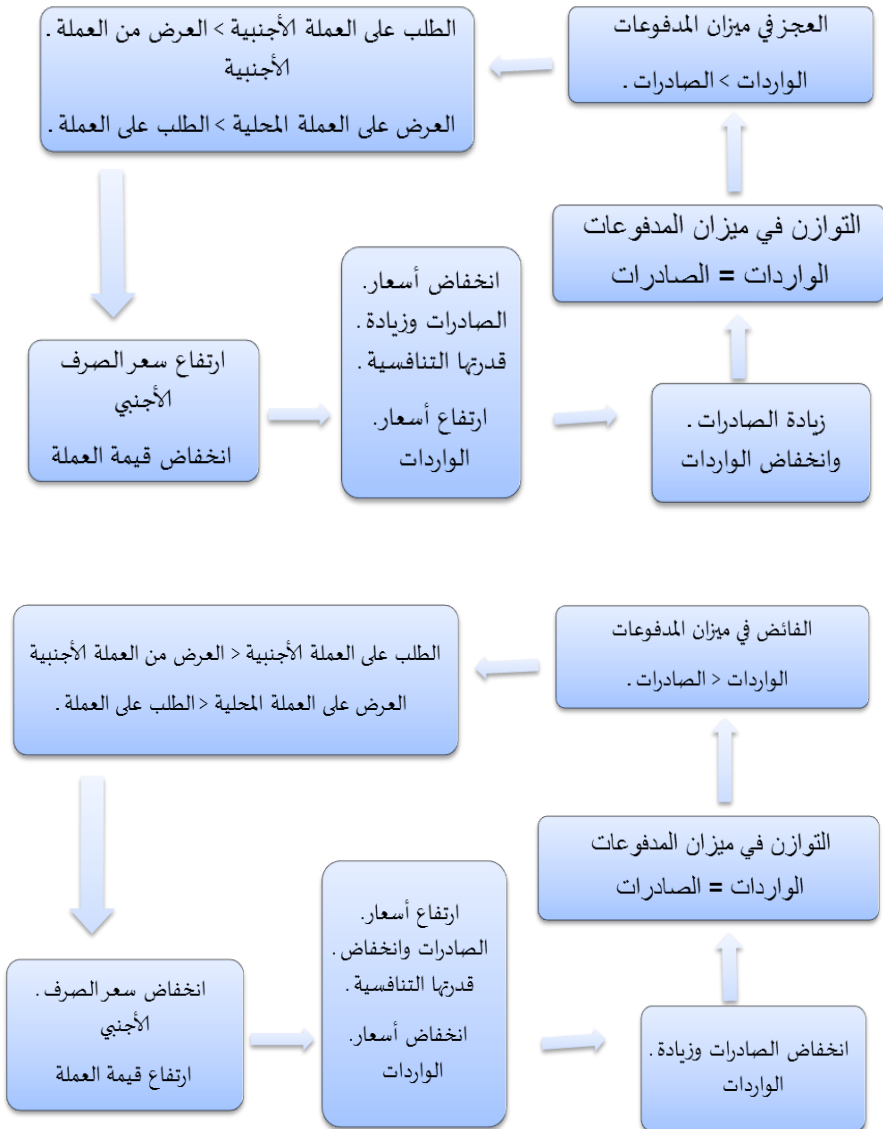 العجز في ميزان المدفوعات
الواردات > الصادرات .
الطلب على العملة الأجنبية > العرض من العملة .
الأجنبية
العرض على العملة المحلية > الطلب على العملة .
التوازن في ميزان المدفوعات
الواردات = الصادرات
ارتفاع سعر الصرف
الأجنبي
انخفاض قيمة العملة
انخفاض أسعار.
الصادرات وزيادة .
قدرتها التنافسية .
ارتفاع أسعار.
الواردات
زيادة الصادرات .
وانخفاض الواردات
الفائض في ميزان المدفوعات
الواردات < الصادرات .
الطلب على العملة الأجنبية < العرض من العملة الأجنبية
العرض على العملة المحلية < الطلب على العملة .
التوازن في ميزان المدفوعات
الواردات = الصادرات
انخفاض سعر الصرف .
الأجنبي
ارتفاع قيمة العملة
ارتفاع أسعار.
الصادرات وانخفاض .
قدرتها التنافسية .
انخفاض أسعار.
الواردات
انخفاض الصادرات وزيادة .
الواردات